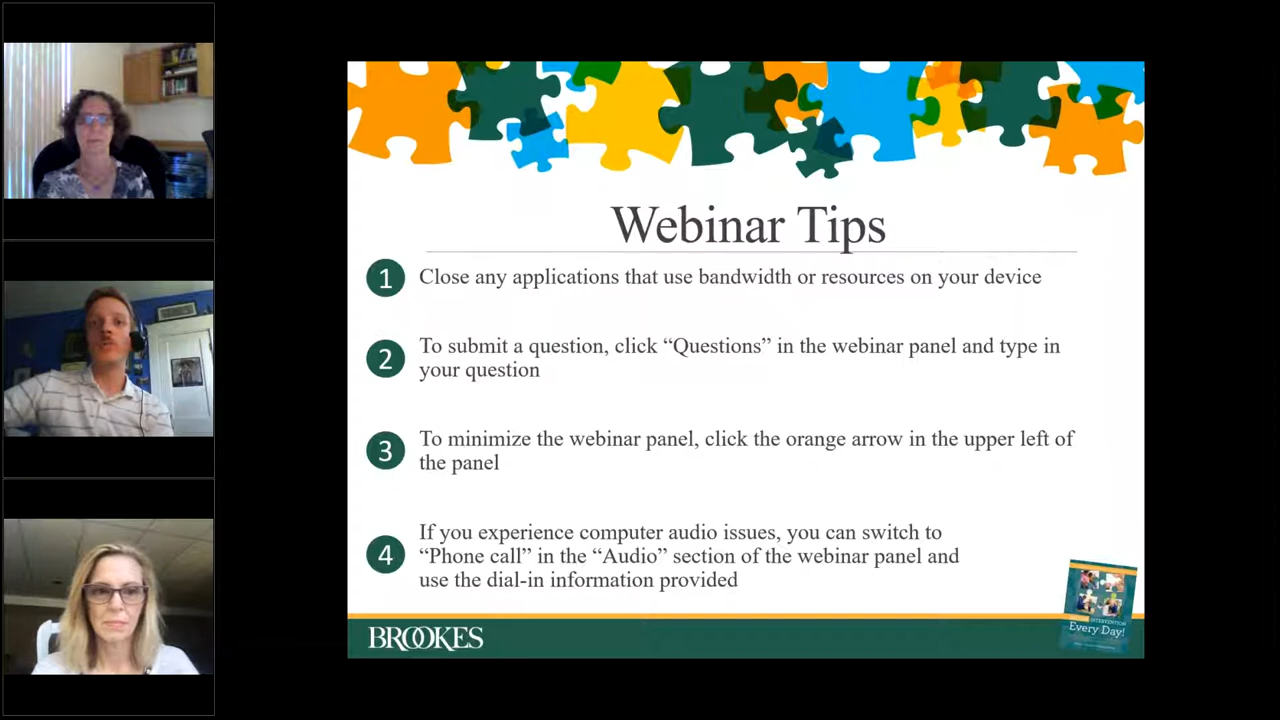 Webinar Tips
1 Close any applications that use bandwidth or resources on your device
2 To submit a question, click “Questions” in the webinar panel and type in
your question
3 To minimize the webinar panel, click the orange arrow in the upper left of
the panel
4 If you experience computer audio issues, you can switch to
“Phone call” in the “Audio” section of the webinar panel and
use the dial-in information provided
BROOKES
INTERVENTION
Every Day!